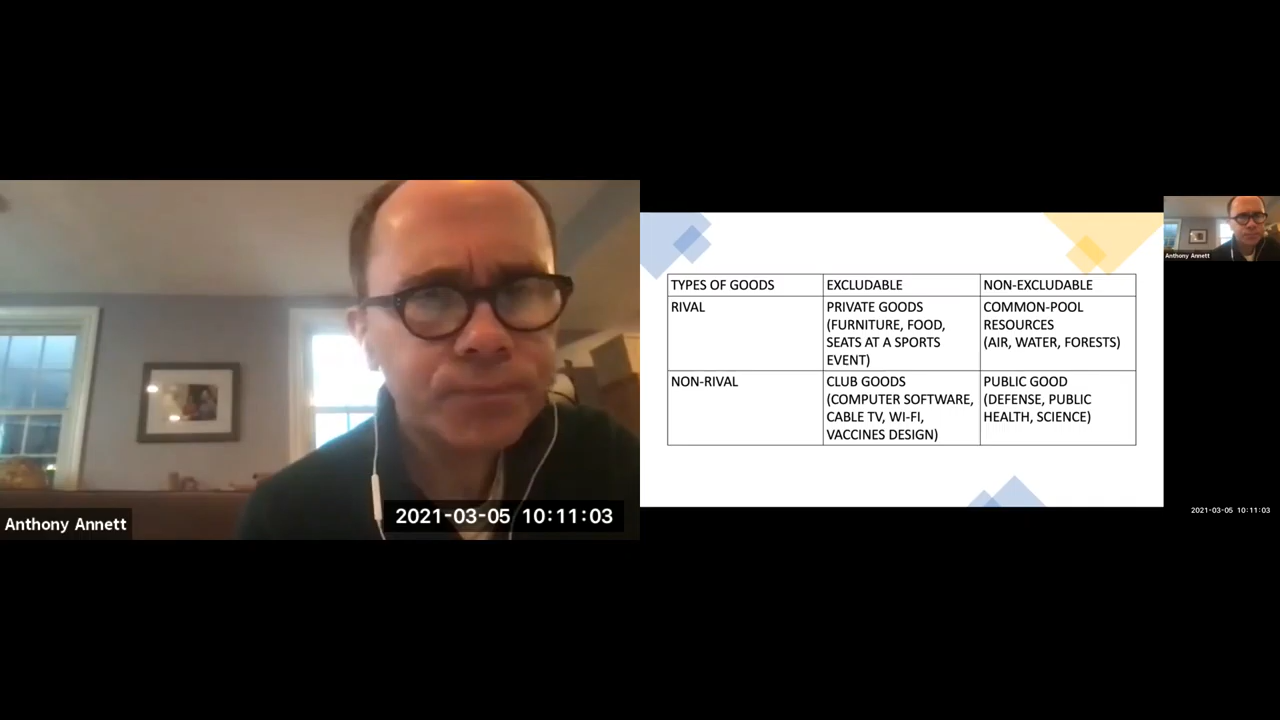 Anthony Annett
2021-03-05 10:11:03
TYPES OF GOODS
EXCLUDABLE
NON-EXCLUDABLE
RIVAL
PRIVATE GOODS
(FURNITURE, FOOD,
SEATS AT A SPORTS
EVENT)
COMMON-POOL
RESOURCES
(AIR, WATER, FORESTS)
NON-RIVAL
CLUB GOODS
(COMPUTER SOFTWARE,
CABLE TV, WI-FI,
VACCINES DESIGN)
PUBLIC GOOD
(DEFENSE, PUBLIC
HEALTH, SCIENCE)
Anthony Annett
2021-03-05 10:11:03